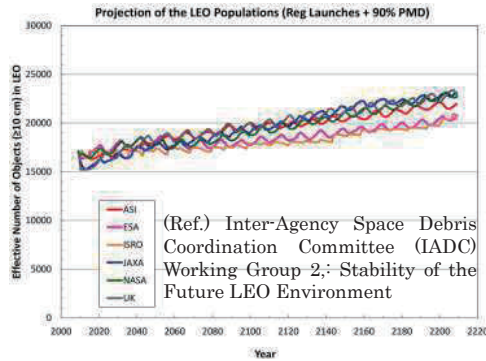 Projection of the LEO Populations (Reg Launches + 90% PMD)
Effective Number of Objects (≥10 cm) in LEO
30000
25000
20000
15000
10000
5000
0
ASI
ESA
ISRO
JAXA
NASA
UK
(Ref.) Inter-Agency Space Debris
Coordination Committee (IADC)
Working Group 2,: Stability of the
Future LEO Environment
2000 2020 2040 2060 2080 2100 2120 2140 2160 2180 2200 2220
Year